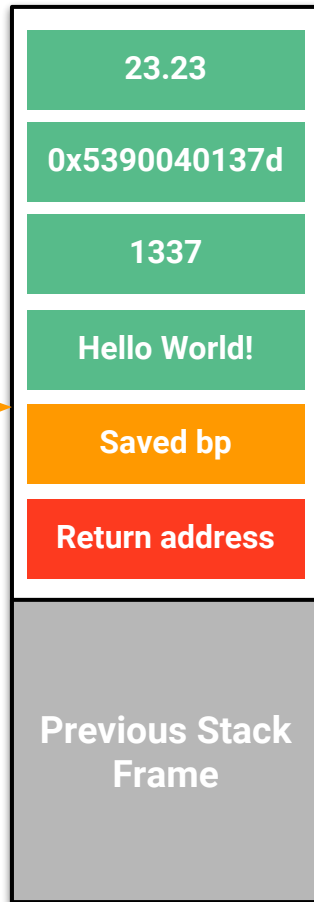 23.23
0x5390040137d
1337
Hello World!
Saved bp
Return address
Previous Stack
Frame